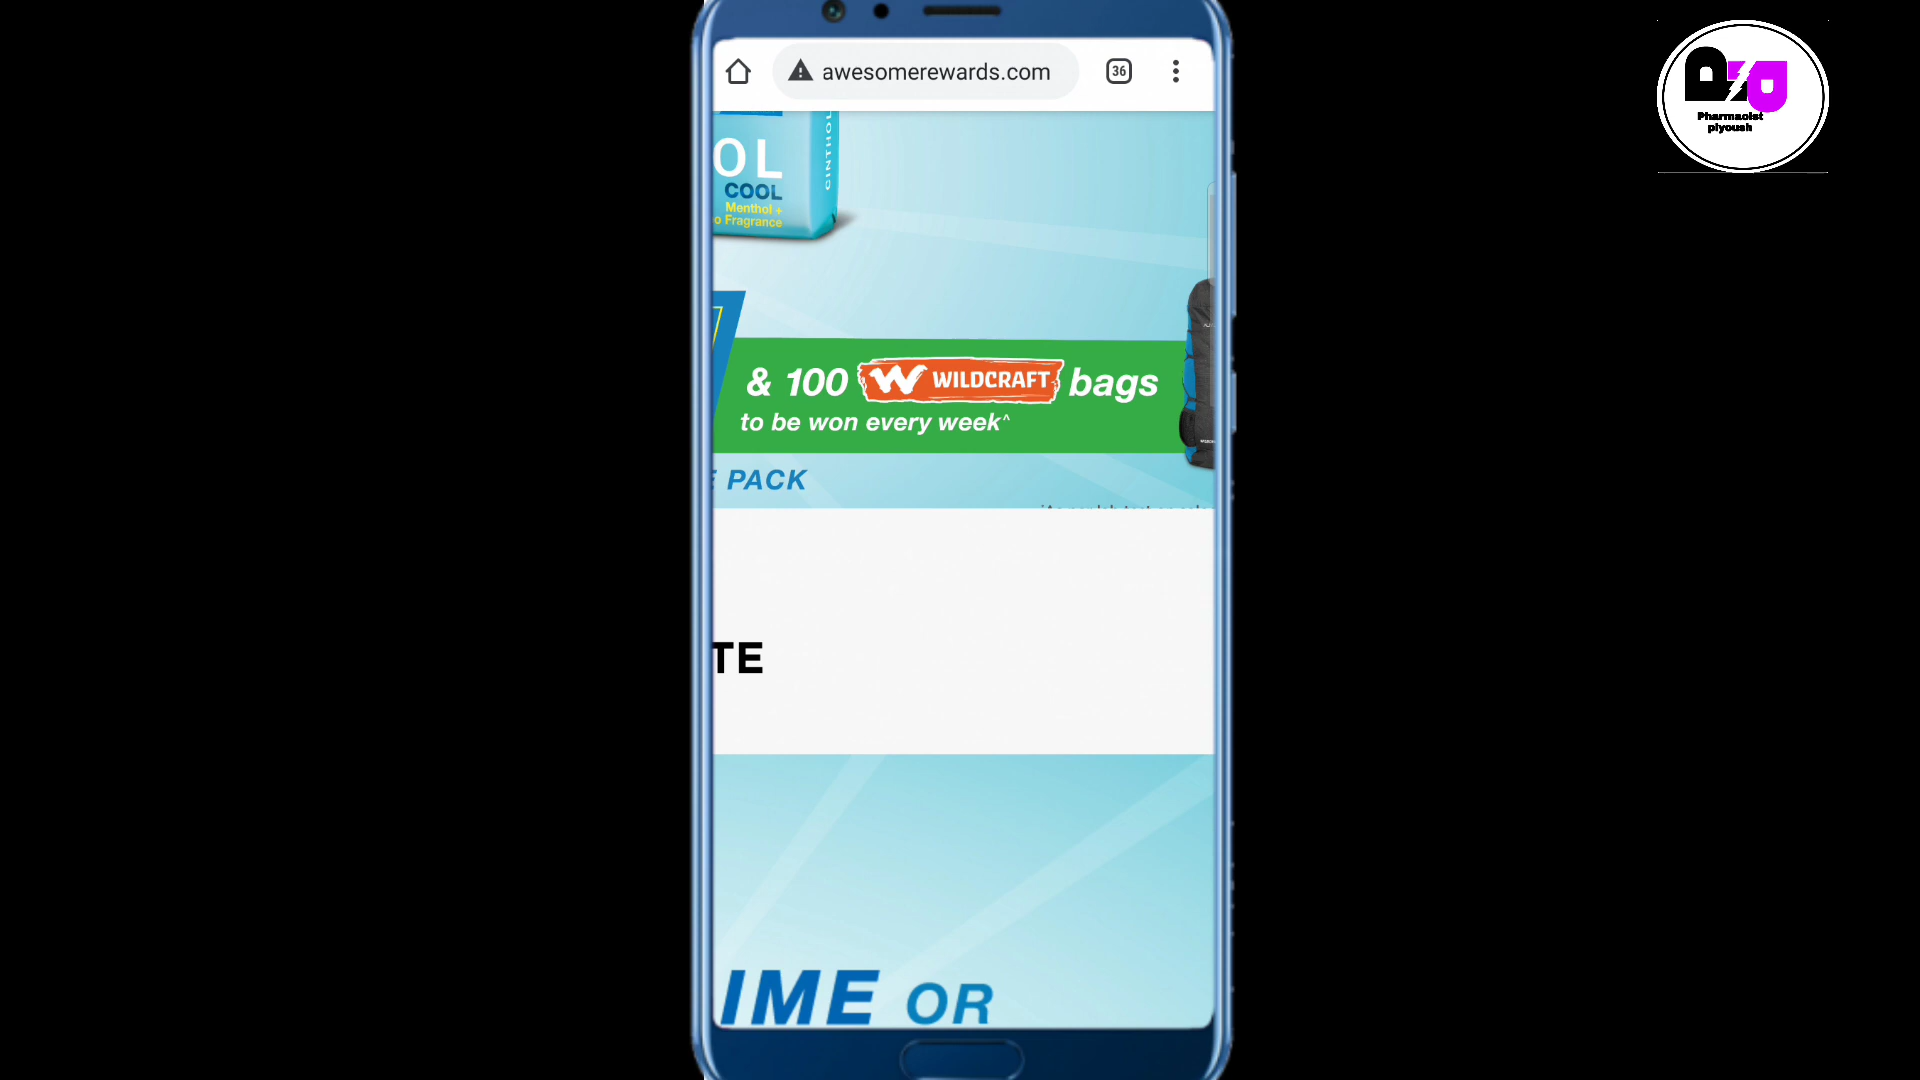 awesomerewards.com
36
OL
CINTHOL
COOL
Menthol +
o Fragrance
& 100 WILDCRAFT bags
to be won every week^
PACK
TE
IME OR
Pharmacist
piyoush